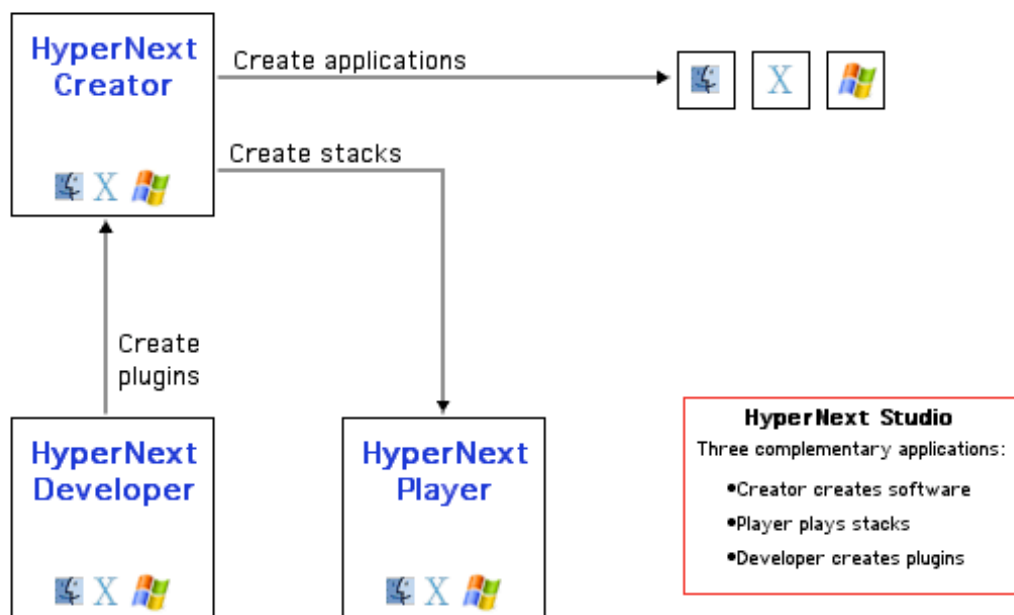 HyperNext
Creator
Create applications
X
Create stacks
X
Create
plugins
HyperNext
Developer
X
HyperNext
Player
X
HyperNext Studio
Three complementary applications:
•Creator creates software
•Player plays stacks
•Developer creates plugins